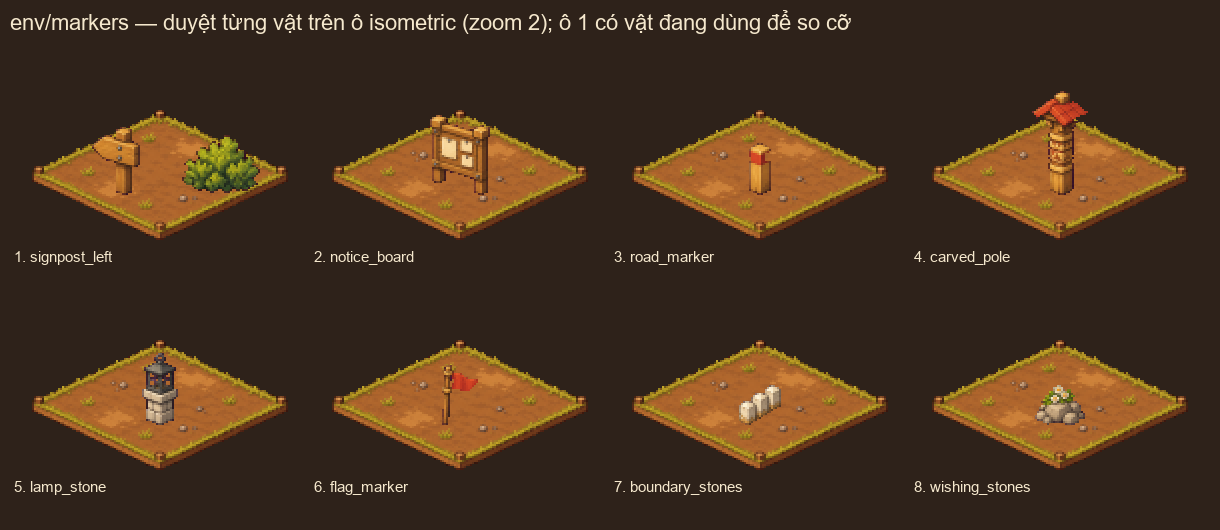 env/markers — duyệt từng vật trên ô isometric (zoom 2); ô 1 có vật đang dùng để so cỡ
1. signpost_left
2. notice_board
3. road_marker
4. carved_pole
5. lamp_stone
6. flag_marker
7. boundary_stones
8. wishing_stones